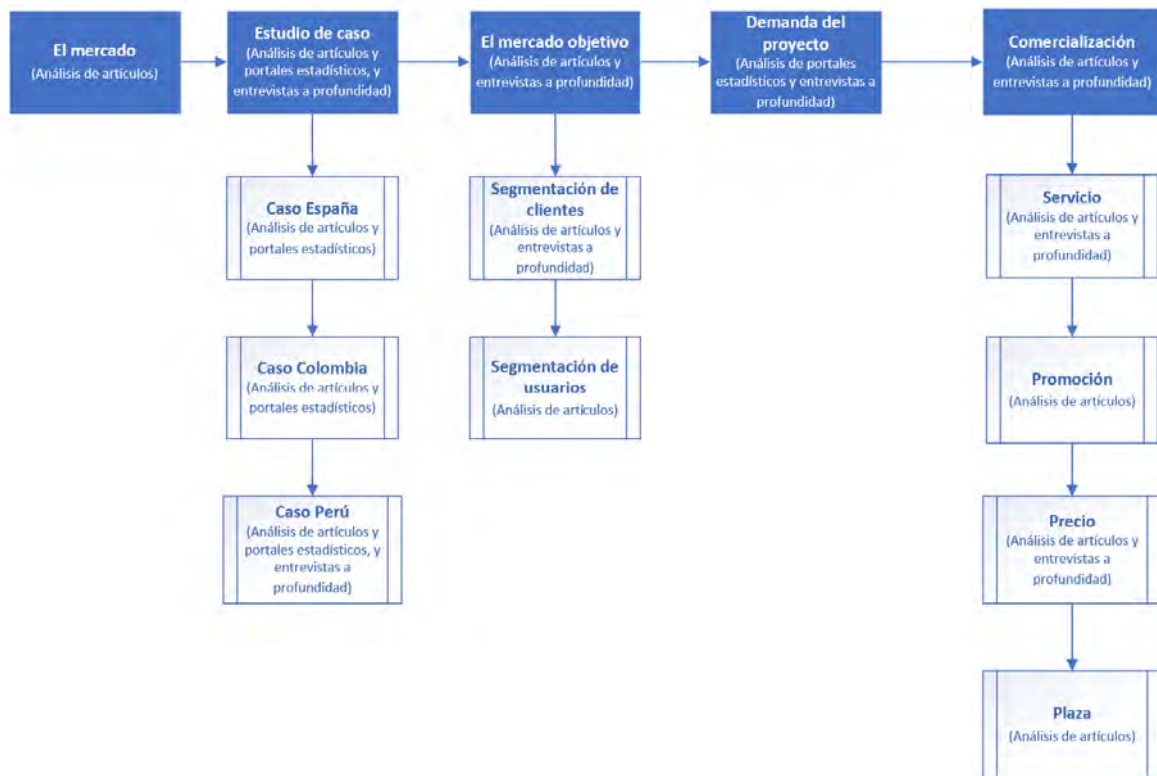 El mercado
(Análisis de artículos)
Estudio de caso
(Análisis de artículos y
portales estadísticos, y
entrevistas a profundidad)
El mercado objetivo
(Análisis de artículos y
entrevistas a profundidad)
Demanda del
proyecto
(Análisis de portales
estadísticos y entrevistas a
profundidad)
Comercialización
(Análisis de artículos y
entrevistas a profundidad)
Caso España
(Análisis de artículos y
portales estadísticos)
Caso Colombia
(Análisis de artículos y
portales estadísticos)
Caso Perú
(Análisis de artículos y
portales estadísticos, y
entrevistas a
profundidad)
Segmentación de
clientes
(Análisis de artículos y
entrevistas a
profundidad)
Segmentación de
usuarios
(Análisis de artículos)
Servicio
(Análisis de artículos y
entrevistas a
profundidad)
Promoción
(Análisis de artículos)
Precio
(Análisis de artículos y
entrevistas a
profundidad)
Plaza
(Análisis de artículos)